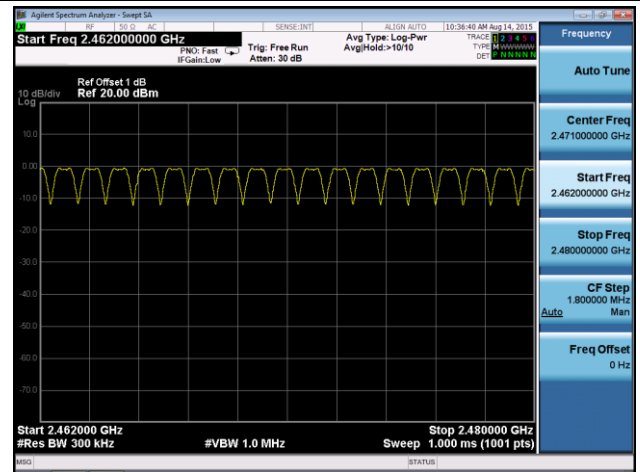 Agilent Spectrum Analyzer - Swept SA
RF 50 Ω AC SENSE:INT ALIGN AUTO 10:36:40 AM Aug 14, 2015
Start Freq 2.462000000 GHz
PNO: Fast
IFGain:Low
Trig: Free Run
Atten: 30 dB
Avg Type: Log-Pwr
Avg|Hold:>10/10
TRACE 1 2 3 4 5 6
TYPE M WWWWW
DET P NNNNN
Ref Offset 1 dB
10 dB/div Ref 20.00 dBm
Log
10.0
0.00
-10.0
-20.0
-30.0
-40.0
-50.0
-60.0
-70.0
Start 2.462000 GHz Stop 2.480000 GHz
#Res BW 300 kHz #VBW 1.0 MHz Sweep 1.000 ms (1001 pts)
MSG STATUS
Frequency
Auto Tune
Center Freq
2.471000000 GHz
Start Freq
2.462000000 GHz
Stop Freq
2.480000000 GHz
CF Step
1.800000 MHz
Auto Man
Freq Offset
0 Hz